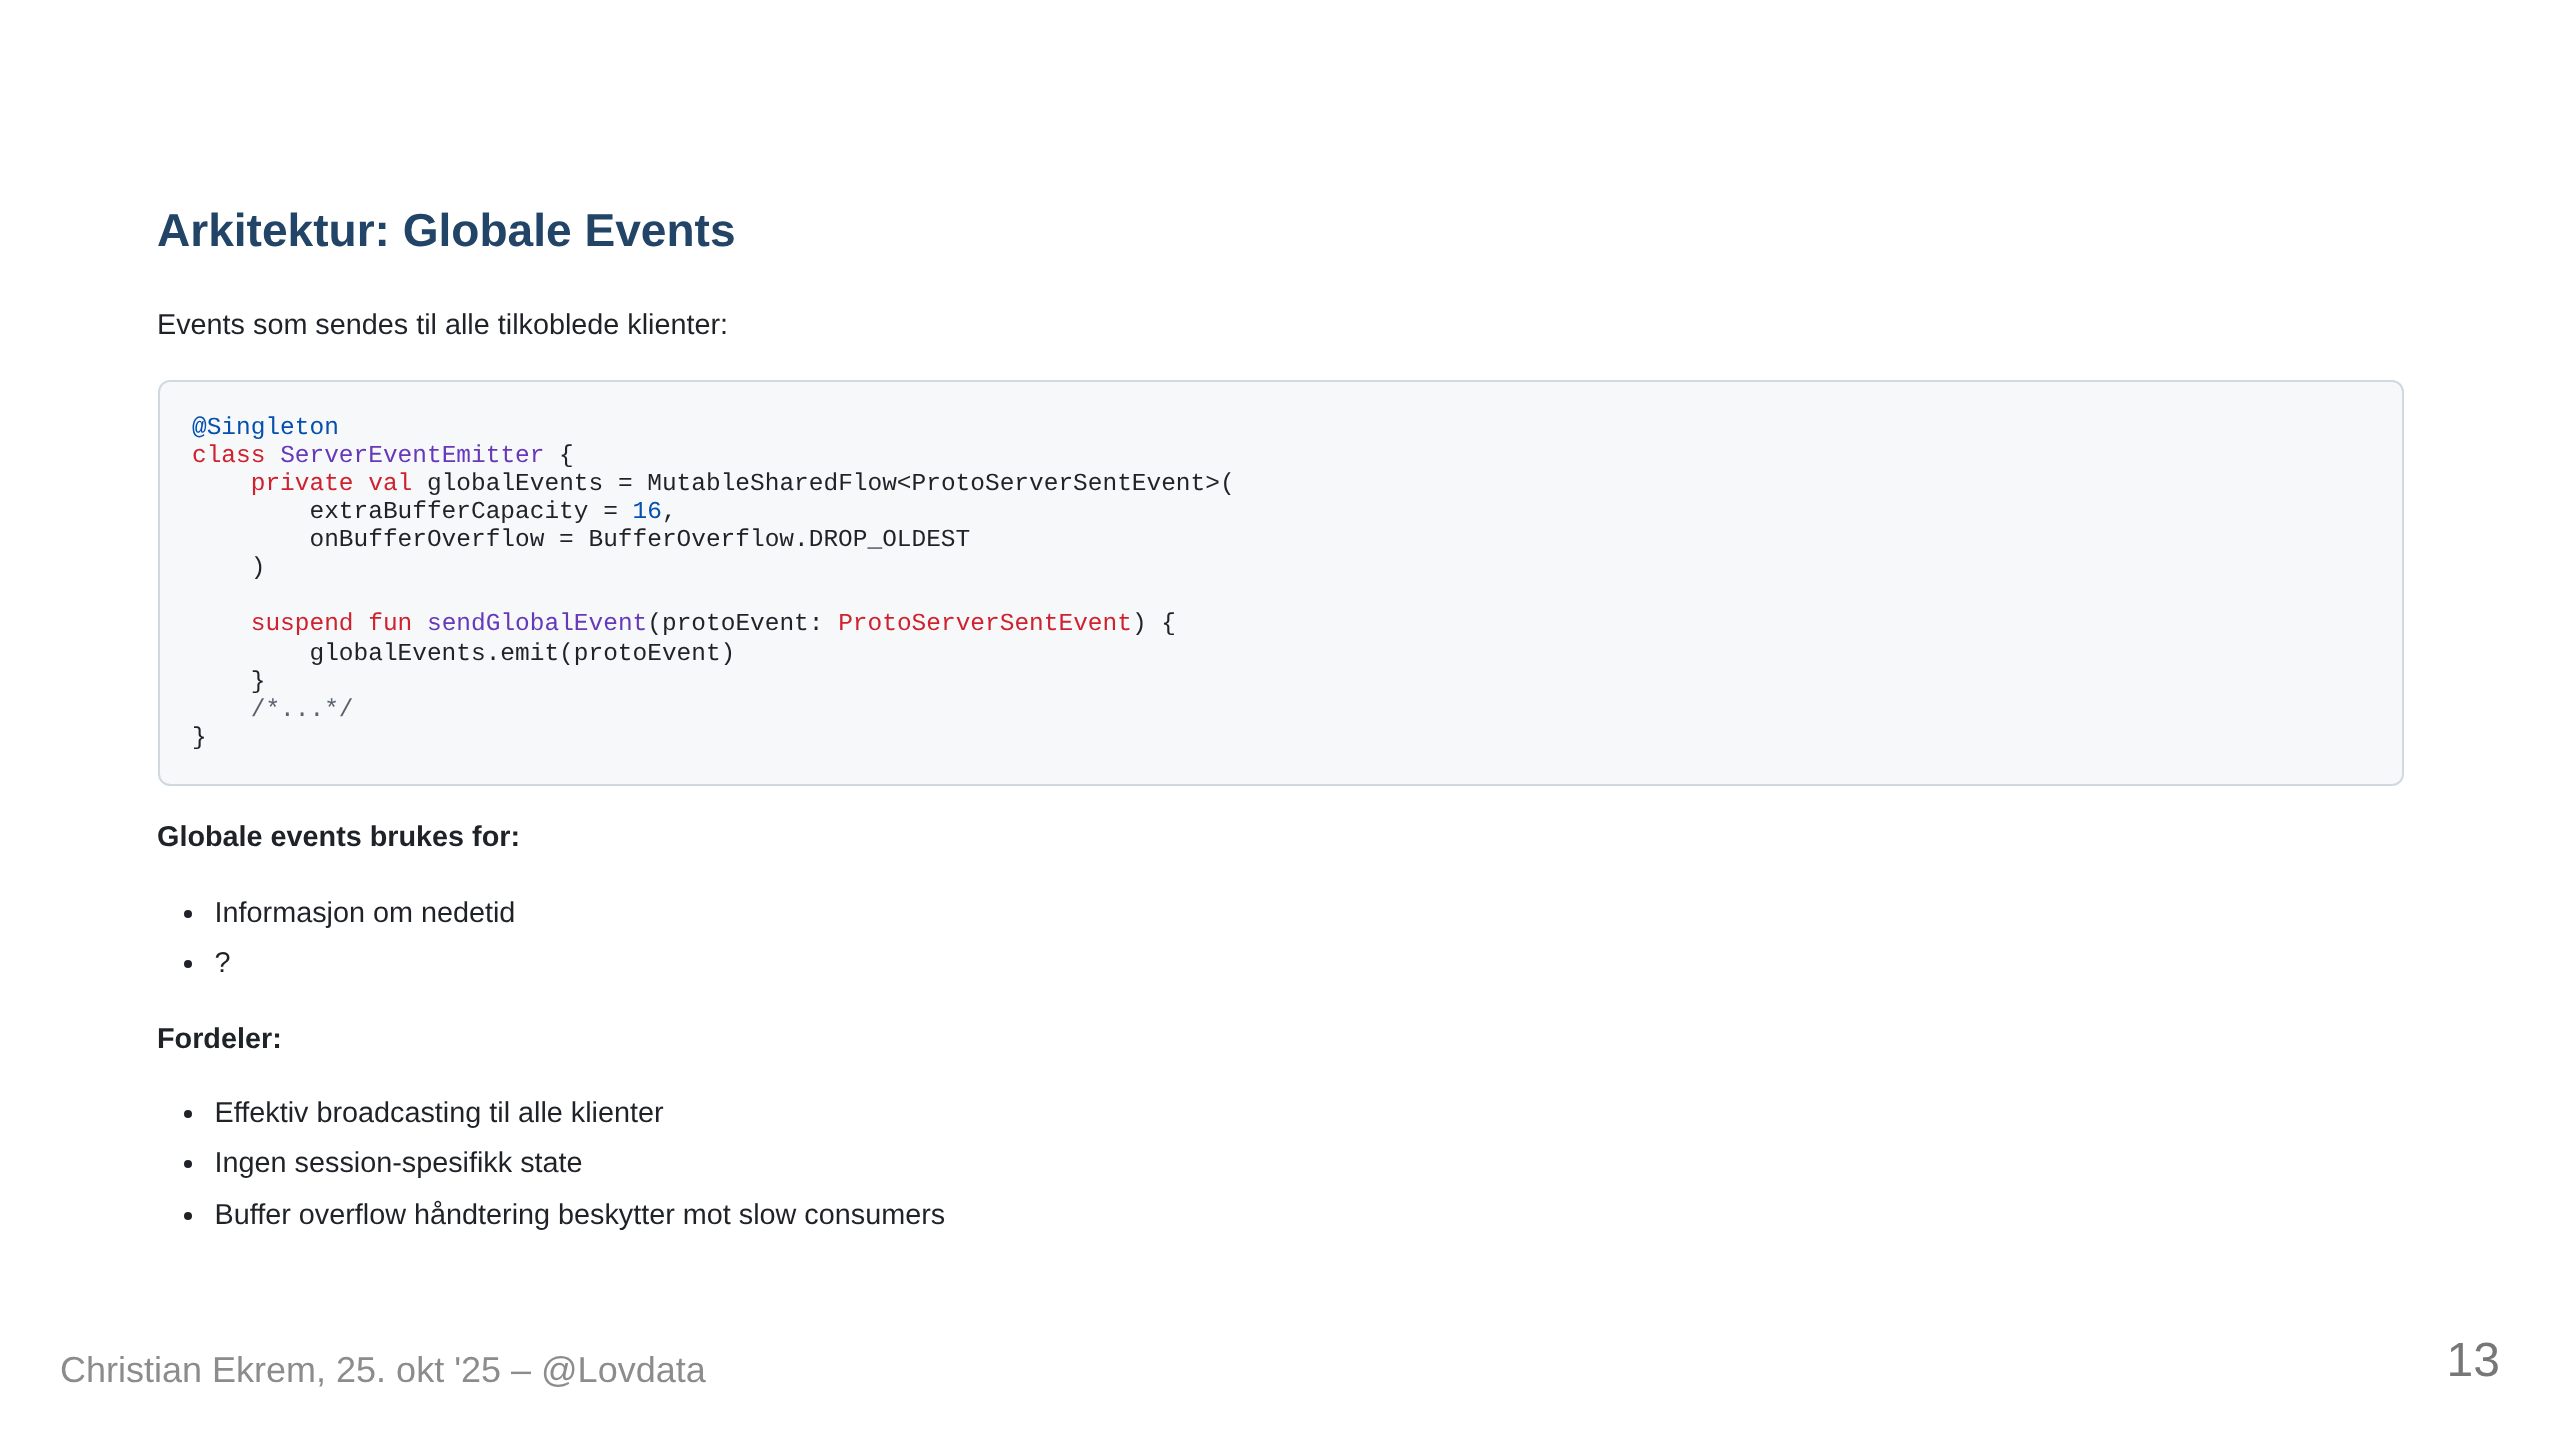 Arkitektur: Globale Events
Events som sendes til alle tilkoblede klienter:
@Singleton
class ServerEventEmitter {
    private val globalEvents = MutableSharedFlow<ProtoServerSentEvent>(
        extraBufferCapacity = 16,
        onBufferOverflow = BufferOverflow.DROP_OLDEST
    )

    suspend fun sendGlobalEvent(protoEvent: ProtoServerSentEvent) {
        globalEvents.emit(protoEvent)
    }
    /*...*/
}
Globale events brukes for:
• Informasjon om nedetid
• ?
Fordeler:
• Effektiv broadcasting til alle klienter
• Ingen session-spesifikk state
• Buffer overflow håndtering beskytter mot slow consumers
Christian Ekrem, 25. okt '25 – @Lovdata
13